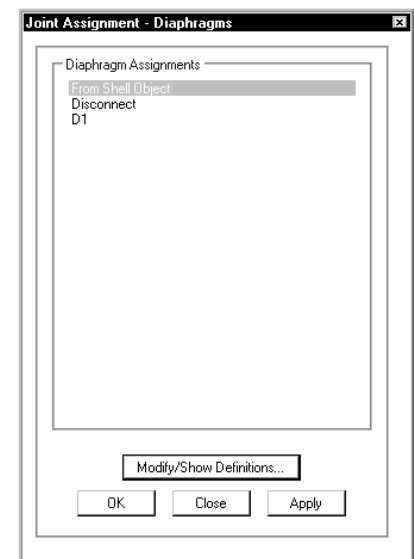 Joint Assignment - Diaphragms
Diaphragm Assignments
From Shell Object
Disconnect
D1
Modify/Show Definitions...
OK Close Apply